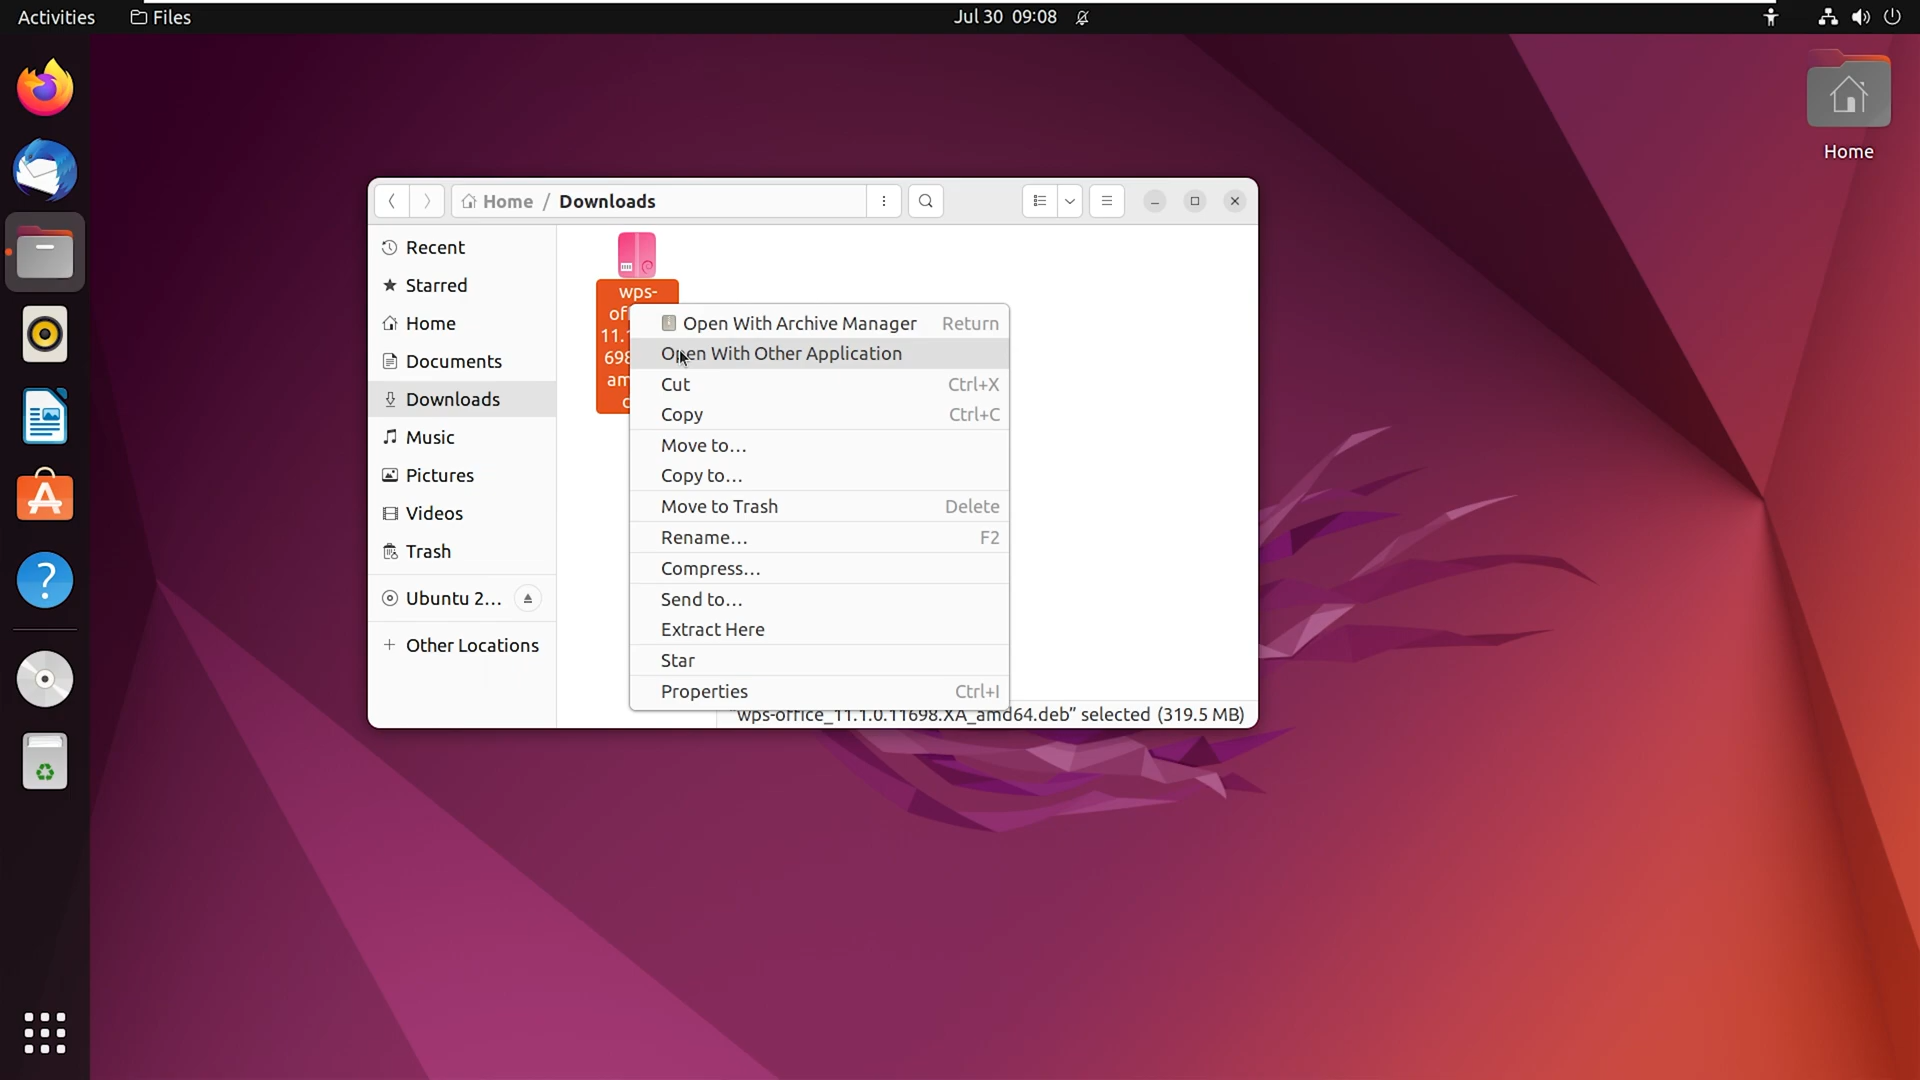 Activities
Files
Jul 30 09:08
Home
Home / Downloads
Recent
Starred
Home
Documents
Downloads
Music
Pictures
Videos
Trash
Ubuntu 2...
+ Other Locations
wps-
11.
698
Open With Archive Manager Return
Open With Other Application
Cut Ctrl+X
Copy Ctrl+C
Move to...
Copy to...
Move to Trash Delete
Rename... F2
Compress...
Send to...
Extract Here
Star
Properties Ctrl+I
"wps-office_11.1.0.11698.XA_amd64.deb" selected (319.5 MB)